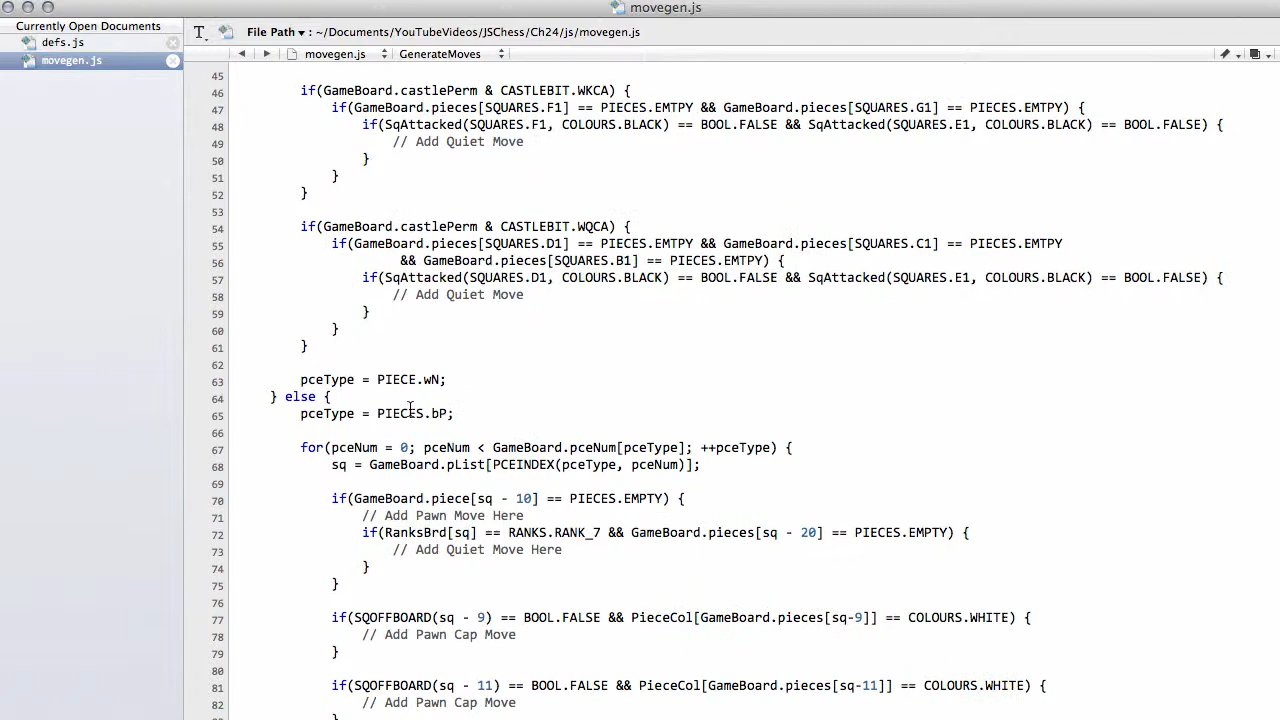 movegen.js
Currently Open Documents
defs.js
movegen.js
File Path ▾ : ~/Documents/YouTubeVideos/JSChess/Ch24/js/movegen.js
movegen.js GenerateMoves
45
46 if(GameBoard.castlePerm & CASTLEBIT.WKCA) {
47 if(GameBoard.pieces[SQUARES.F1] == PIECES.EMTPY && GameBoard.pieces[SQUARES.G1] == PIECES.EMTPY) {
48 if(SqAttacked(SQUARES.F1, COLOURS.BLACK) == BOOL.FALSE && SqAttacked(SQUARES.E1, COLOURS.BLACK) == BOOL.FALSE) {
49 // Add Quiet Move
50 }
51 }
52 }
53
54 if(GameBoard.castlePerm & CASTLEBIT.WQCA) {
55 if(GameBoard.pieces[SQUARES.D1] == PIECES.EMTPY && GameBoard.pieces[SQUARES.C1] == PIECES.EMTPY
56 && GameBoard.pieces[SQUARES.B1] == PIECES.EMTPY) {
57 if(SqAttacked(SQUARES.D1, COLOURS.BLACK) == BOOL.FALSE && SqAttacked(SQUARES.E1, COLOURS.BLACK) == BOOL.FALSE) {
58 // Add Quiet Move
59 }
60 }
61 }
62
63 pceType = PIECE.wN;
64 } else {
65 pceType = PIECES.bP;
66
67 for(pceNum = 0; pceNum < GameBoard.pceNum[pceType]; ++pceType) {
68 sq = GameBoard.pList[PCEINDEX(pceType, pceNum)];
69
70 if(GameBoard.piece[sq - 10] == PIECES.EMPTY) {
71 // Add Pawn Move Here
72 if(RanksBrd[sq] == RANKS.RANK_7 && GameBoard.pieces[sq - 20] == PIECES.EMPTY) {
73 // Add Quiet Move Here
74 }
75 }
76
77 if(SQOFFBOARD(sq - 9) == BOOL.FALSE && PieceCol[GameBoard.pieces[sq-9]] == COLOURS.WHITE) {
78 // Add Pawn Cap Move
79 }
80
81 if(SQOFFBOARD(sq - 11) == BOOL.FALSE && PieceCol[GameBoard.pieces[sq-11]] == COLOURS.WHITE) {
82 // Add Pawn Cap Move